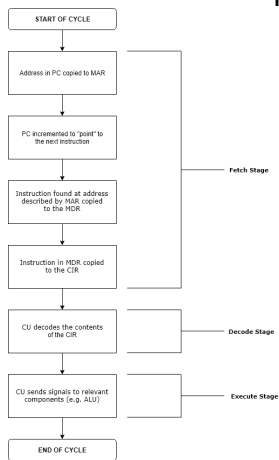 START OF CYCLE
Address in PC copied to MAR
PC incremented to "point" to
the next instruction
Instruction found at address
described by MAR copied
to the MDR
Instruction in MDR copied
to the CIR
Fetch Stage
CU decodes the contents
of the CIR
Decode Stage
CU sends signals to relevant
components (e.g. ALU)
Execute Stage
END OF CYCLE